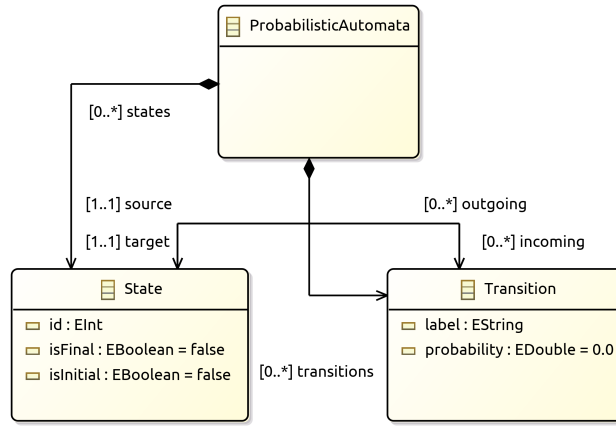 ProbabilisticAutomata
[0..*] states
[1..1] source
[0..*] outgoing
[1..1] target
[0..*] incoming
State
id : EInt
isFinal : EBoolean = false
isInitial : EBoolean = false
[0..*] transitions
Transition
label : EString
probability : EDouble = 0.0